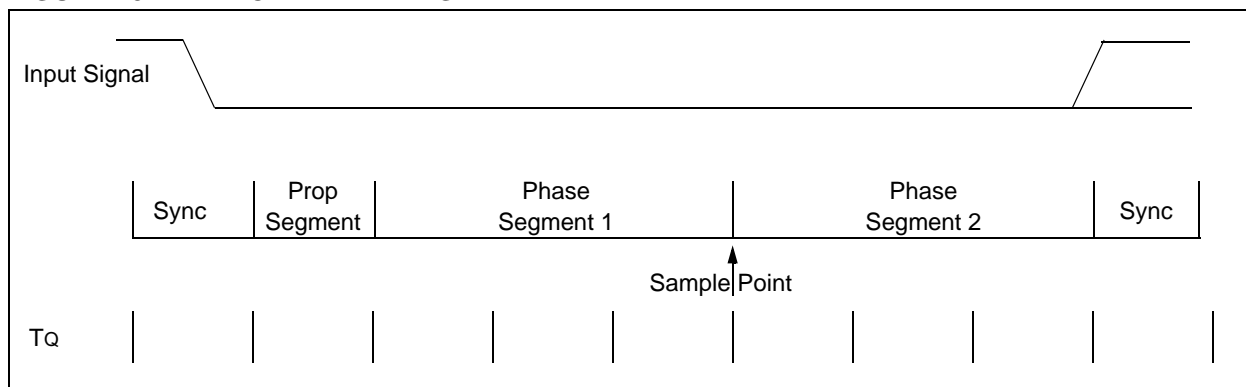 Input Signal
Sync
Prop
Segment
Phase
Segment 1
Phase
Segment 2
Sync
Sample Point
TQ